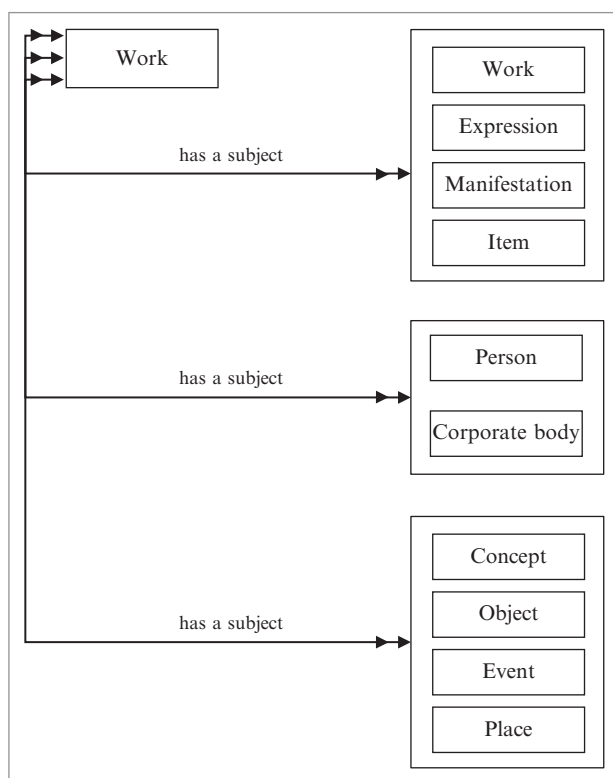 Work
Work
Expression
has a subject
Manifestation
Item
Person
has a subject
Corporate body
Concept
Object
has a subject
Event
Place